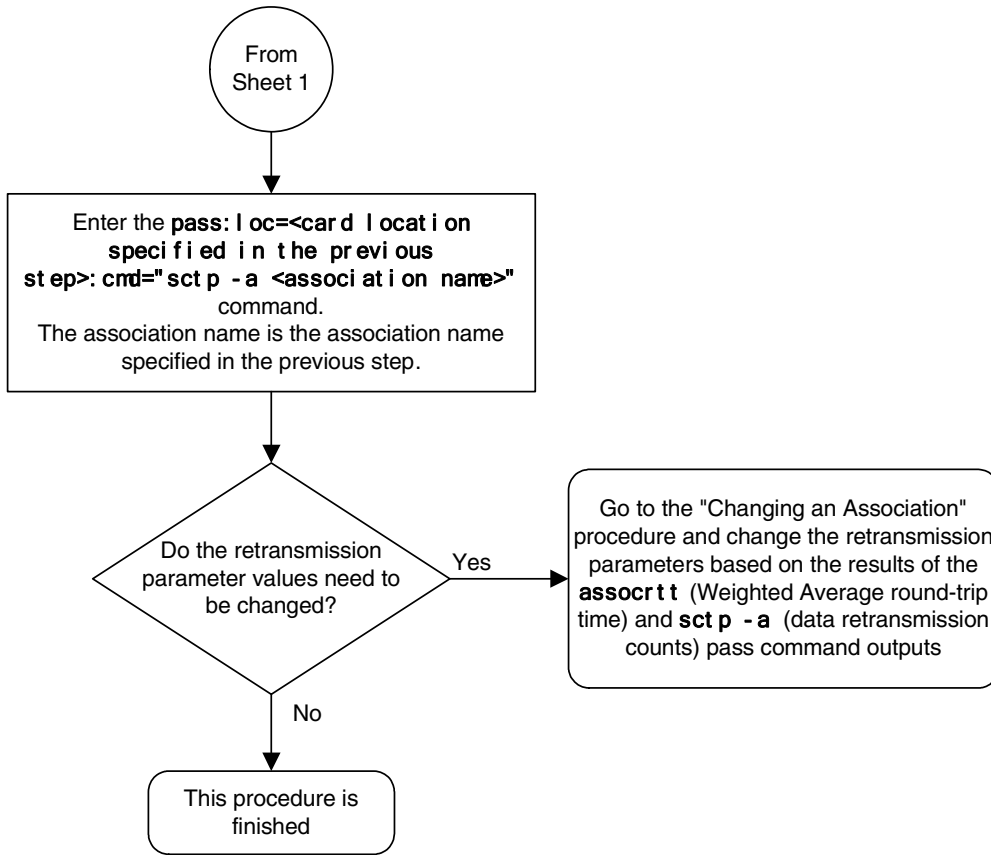 From
Sheet 1
Enter the pass:loc=<card location
specified in the previous
step>:cmd="sctp -a <association name>"
command.
The association name is the association name
specified in the previous step.
Do the retransmission
parameter values need to
be changed?
Yes
Go to the "Changing an Association"
procedure and change the retransmission
parameters based on the results of the
assocrtt (Weighted Average round-trip
time) and sctp -a (data retransmission
counts) pass command outputs
No
This procedure is
finished